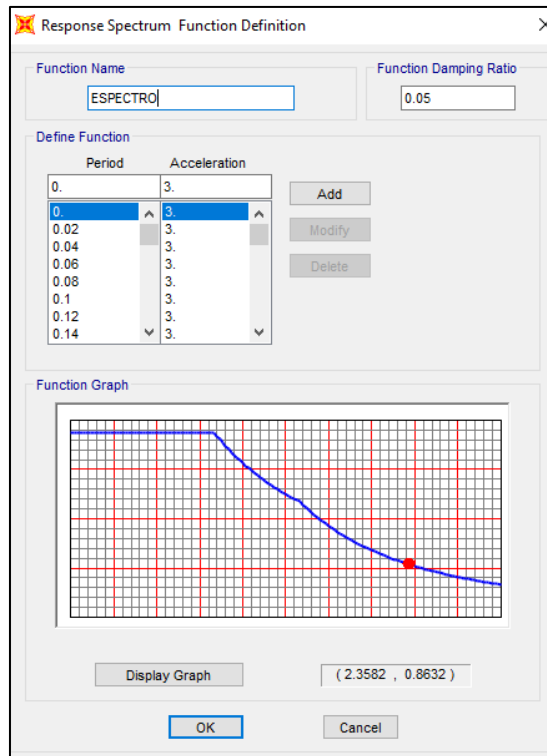 Response Spectrum Function Definition
Function Name
Function Damping Ratio
ESPECTRO
0.05
Define Function
Period Acceleration
0. 3.
Add
0. 3.
0.02 3.
Modify
0.04 3.
0.06 3.
Delete
0.08 3.
0.1 3.
0.12 3.
0.14 3.
Function Graph
Display Graph
( 2.3582 , 0.8632 )
OK
Cancel